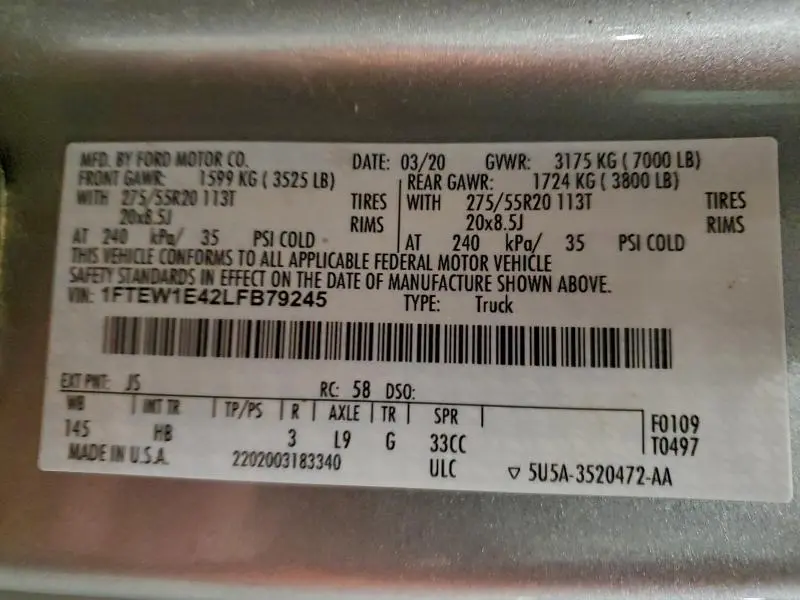 MFD. BY FORD MOTOR CO. DATE: 03/20 GVWR: 3175 KG ( 7000 LB)
FRONT GAWR: 1599 KG ( 3525 LB) REAR GAWR: 1724 KG ( 3800 LB)
WITH 275/55R20 113T TIRES WITH 275/55R20 113T TIRES
20x8.5J RIMS 20x8.5J RIMS
AT 240 kPa/ 35 PSI COLD AT 240 kPa/ 35 PSI COLD
THIS VEHICLE CONFORMS TO ALL APPLICABLE FEDERAL MOTOR VEHICLE
SAFETY STANDARDS IN EFFECT ON THE DATE OF MANUFACTURE SHOWN ABOVE.
VIN: 1FTEW1E42LFB79245 TYPE: Truck
EXT PNT: JS RC: 58 DSO:
WB INT TR TP/PS R AXLE TR SPR F0109
145 HB 3 L9 G 33CC T0497
MADE IN U.S.A. 2202003183340 ULC ▽ 5U5A-3520472-AA